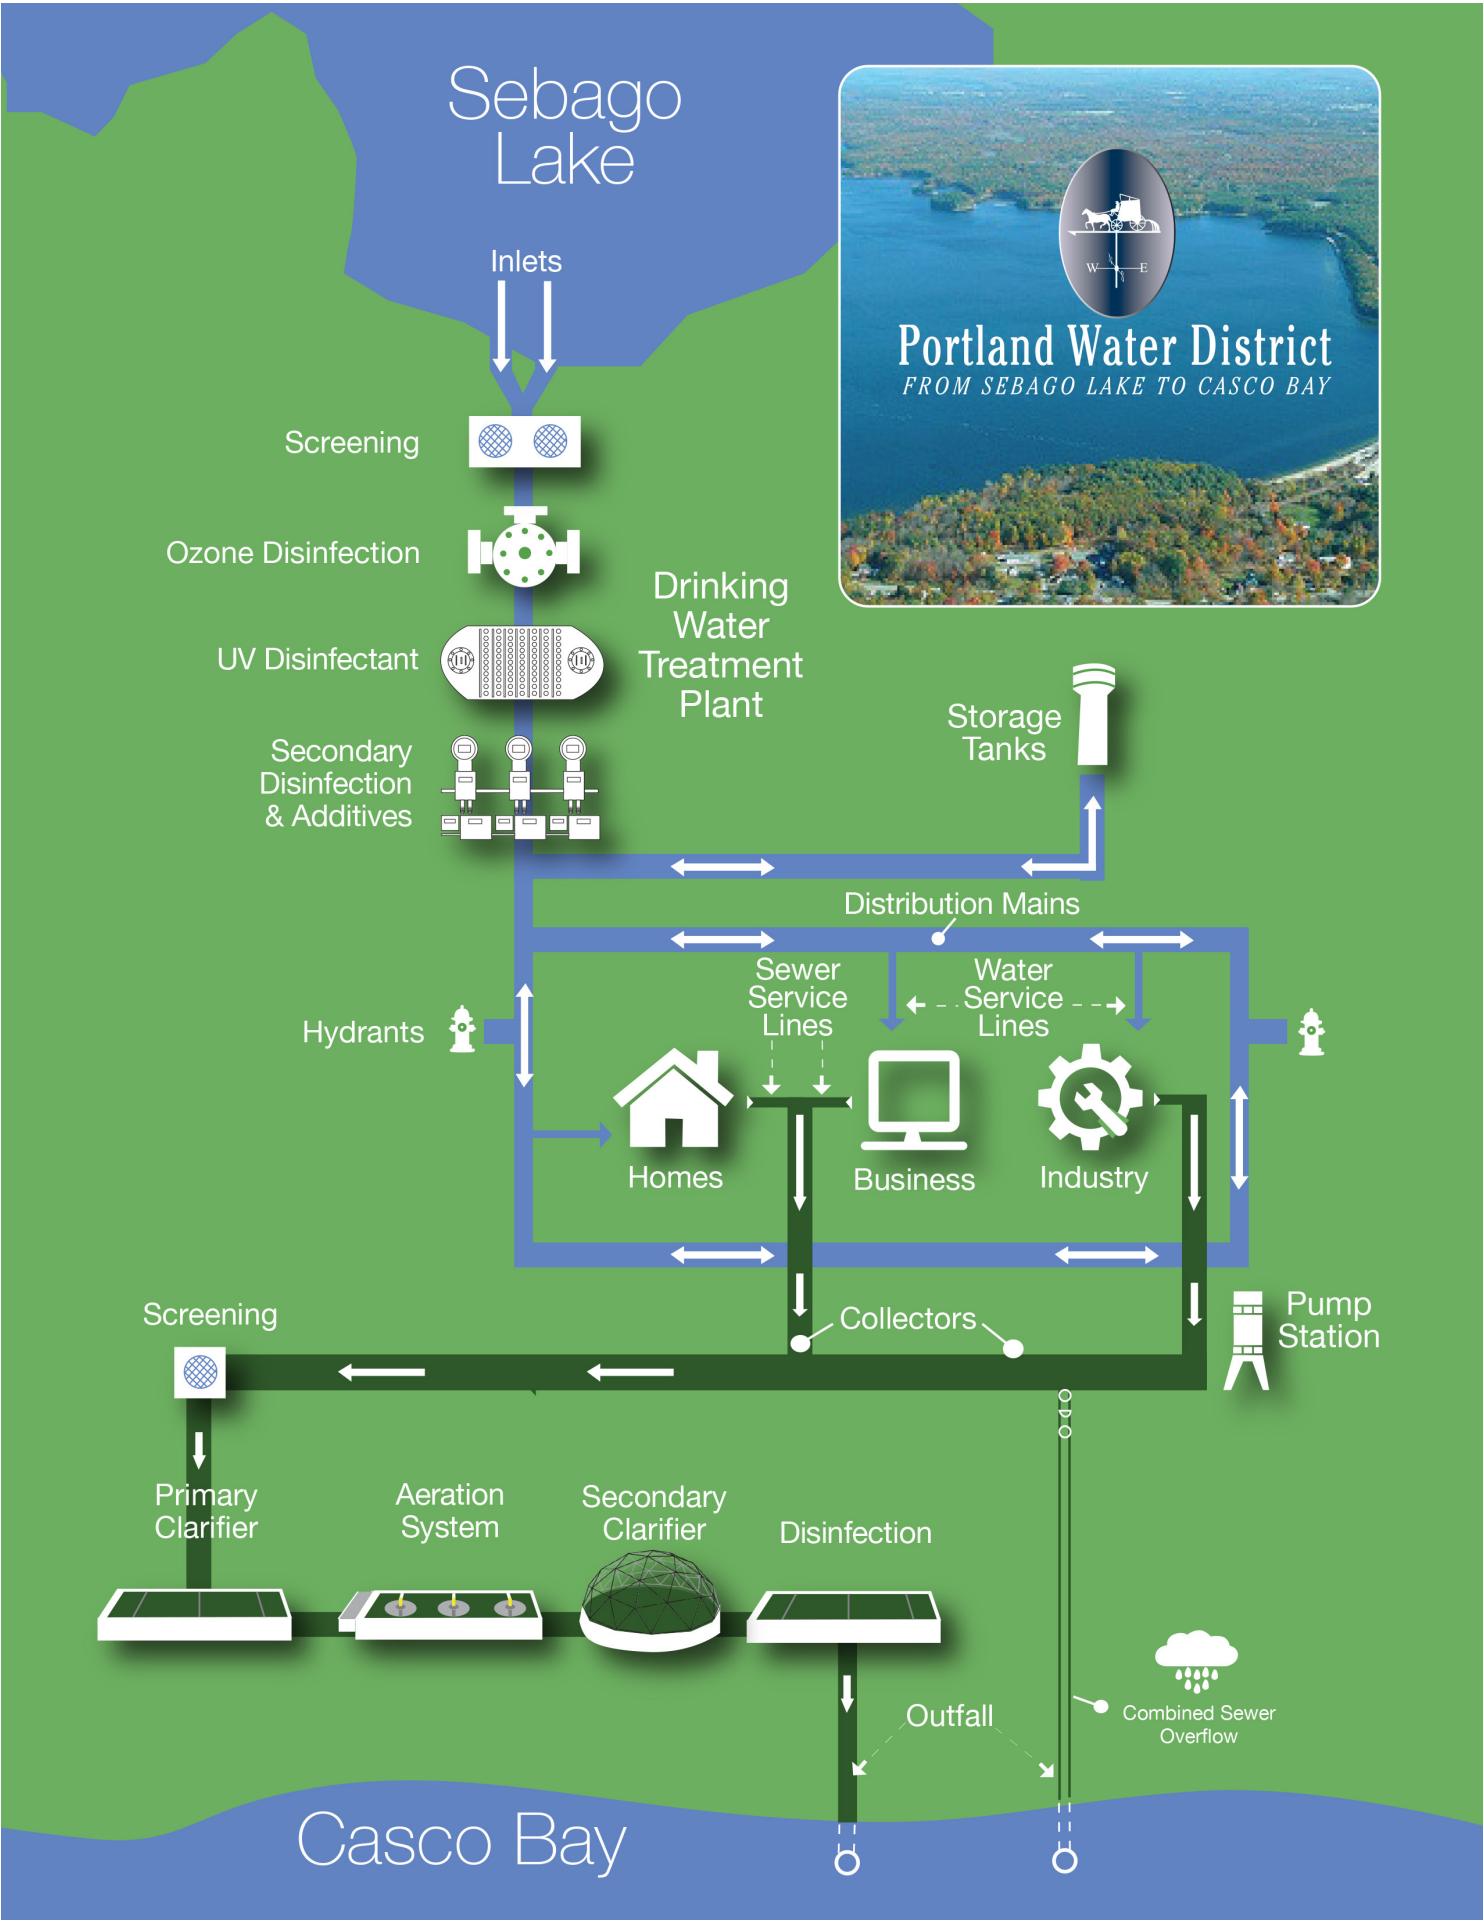 Sebago
Lake
Inlets
W E
Portland Water District
FROM SEBAGO LAKE TO CASCO BAY
Screening
Ozone Disinfection
UV Disinfectant
Drinking
Water
Treatment
Plant
Secondary
Disinfection
& Additives
Storage
Tanks
Distribution Mains
Sewer
Service
Lines
Water
Service
Lines
Hydrants
Homes
Business
Industry
Screening
Collectors
Pump
Station
Primary
Clarifier
Aeration
System
Secondary
Clarifier
Disinfection
Outfall
Combined Sewer
Overflow
Casco Bay